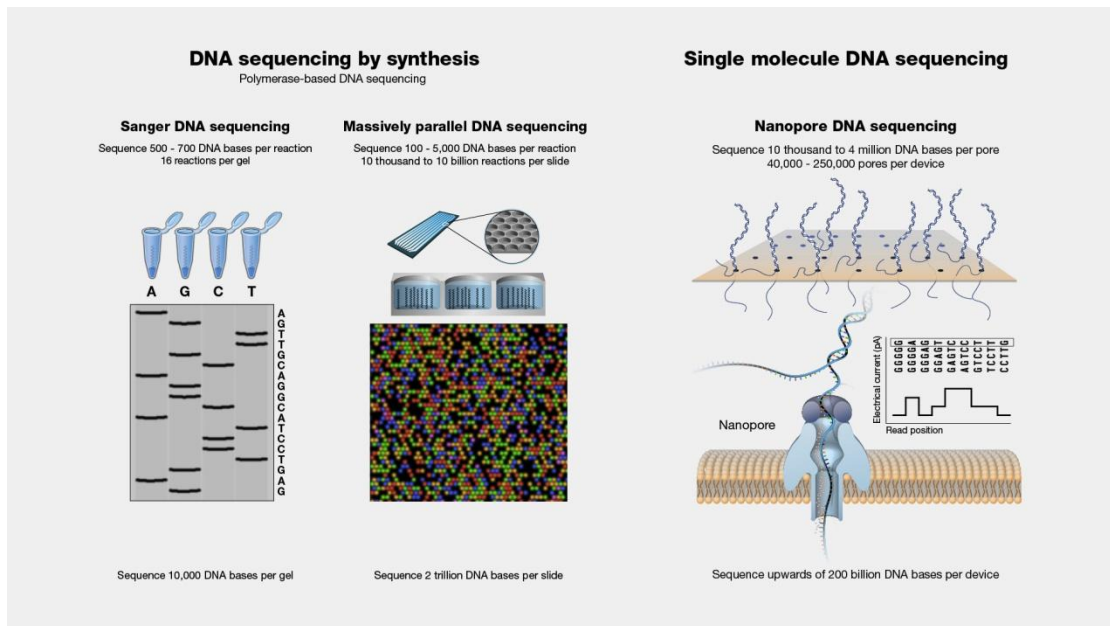 DNA sequencing by synthesis
Polymerase-based DNA sequencing
Sanger DNA sequencing
Sequence 500 - 700 DNA bases per reaction
16 reactions per gel
A G C T
A
G
T
T
G
C
A
G
G
C
A
T
C
C
T
G
A
G
Sequence 10,000 DNA bases per gel
Massively parallel DNA sequencing
Sequence 100 - 5,000 DNA bases per reaction
10 thousand to 10 billion reactions per slide
Sequence 2 trillion DNA bases per slide
Single molecule DNA sequencing
Nanopore DNA sequencing
Sequence 10 thousand to 4 million DNA bases per pore
40,000 - 250,000 pores per device
Electrical current (pA)
GGGGG
GGGGA
GGGAG
GGAGT
GAGTC
AGTCC
GTCCT
TCCTT
CCTTG
Read position
Nanopore
Sequence upwards of 200 billion DNA bases per device